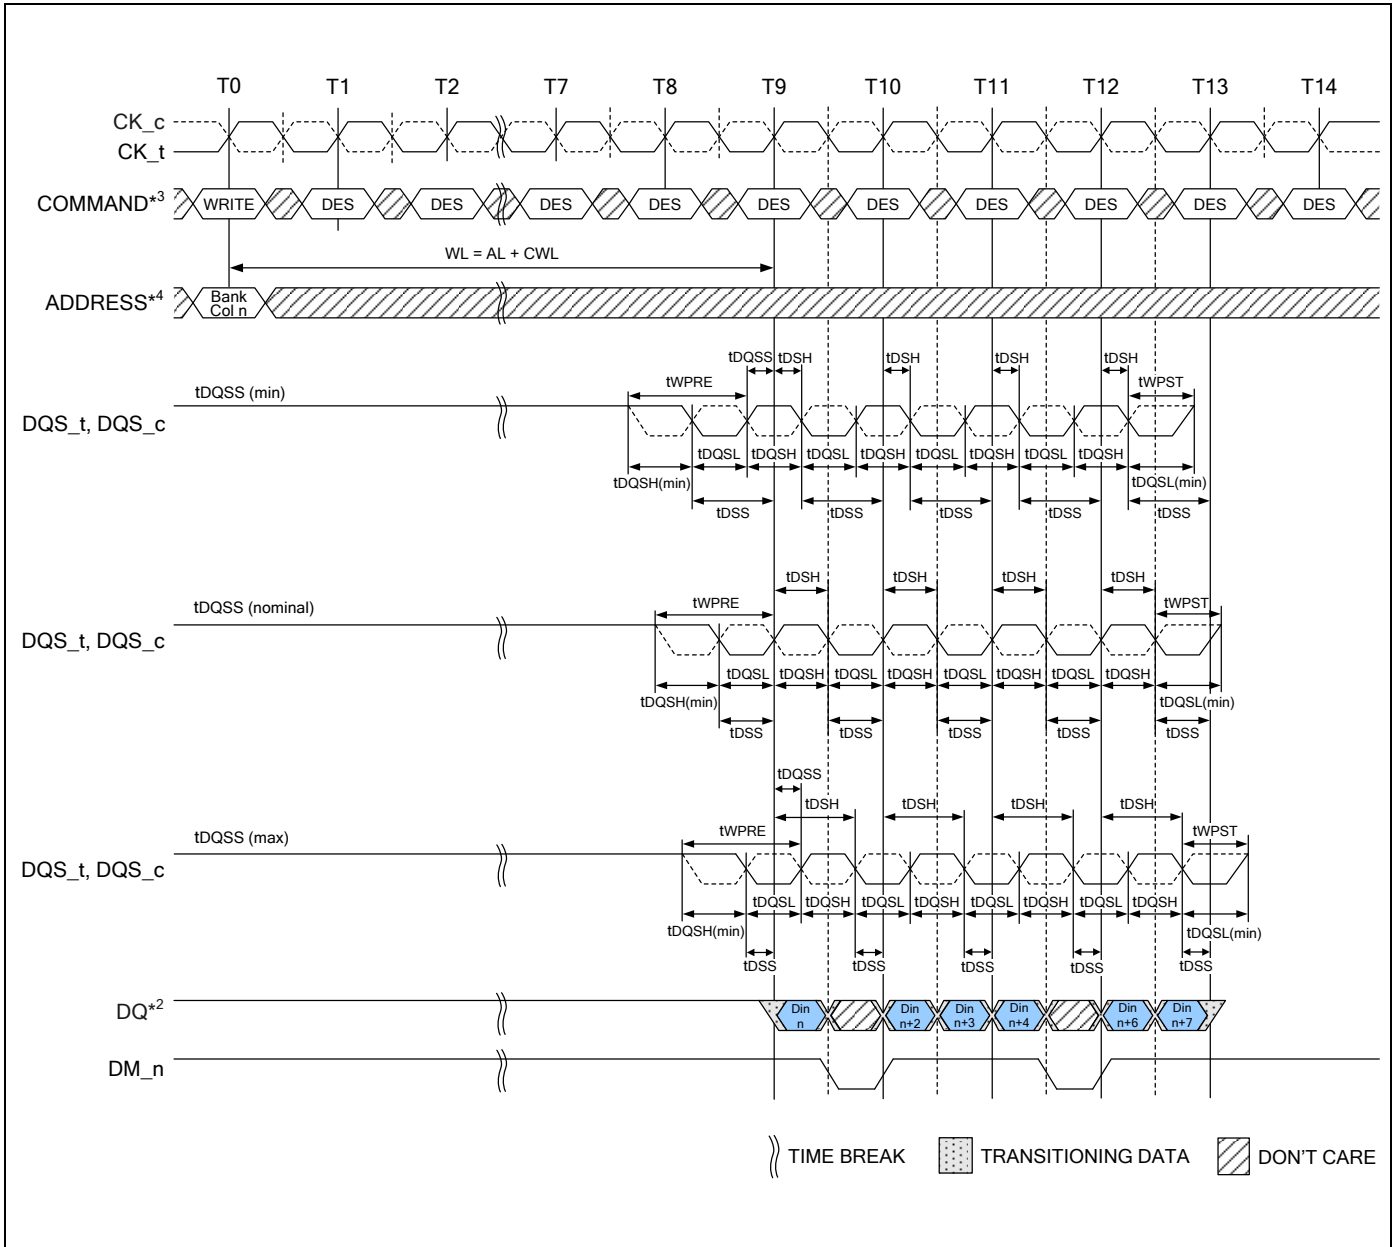 T0 T1 T2 T7 T8 T9 T10 T11 T12 T13 T14
CK_c
CK_t
COMMAND*3 WRITE DES DES DES DES DES DES DES DES DES DES
WL = AL + CWL
ADDRESS*4 Bank
Col n
tDQSS tDSH tDSH tDSH tDSH
tWPRE tWPST
tDQSS (min)
DQS_t, DQS_c
tDQSL tDQSH tDQSL tDQSH tDQSL tDQSH tDQSL tDQSH
tDQSH(min) tDQSL(min)
tDSS tDSS tDSS tDSS tDSS
tDSH tDSH tDSH tDSH
tDQSS (nominal) tWPRE tWPST
DQS_t, DQS_c
tDQSL tDQSH tDQSL tDQSH tDQSL tDQSH tDQSL tDQSH
tDQSH(min) tDQSL(min)
tDSS tDSS tDSS tDSS tDSS
tDQSS
tDSH tDSH tDSH tDSH
tDQSS (max) tWPRE tWPST
DQS_t, DQS_c
tDQSL tDQSH tDQSL tDQSH tDQSL tDQSH tDQSL tDQSH
tDQSH(min) tDQSL(min)
tDSS tDSS tDSS tDSS tDSS
DQ*2 Din Din Din Din Din Din
n n+2 n+3 n+4 n+6 n+7
DM_n
TIME BREAK TRANSITIONING DATA DON'T CARE